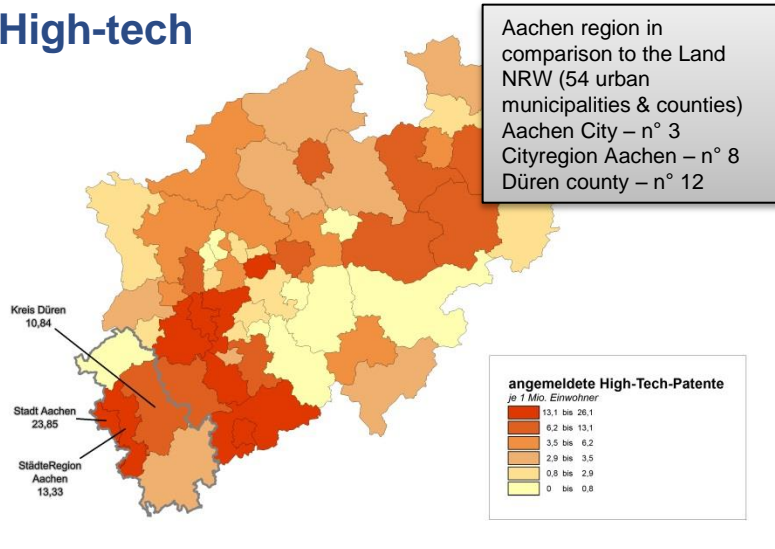 High-tech
Aachen region in
comparison to the Land
NRW (54 urban
municipalities & counties)
Aachen City – n° 3
Cityregion Aachen – n° 8
Düren county – n° 12
Kreis Düren
10,84
Stadt Aachen
23,85
StädteRegion
Aachen
13,33
angemeldete High-Tech-Patente
je 1 Mio. Einwohner
13,1 bis 26,1
6,2 bis 13,1
3,5 bis 6,2
2,9 bis 3,5
0,8 bis 2,9
0 bis 0,8